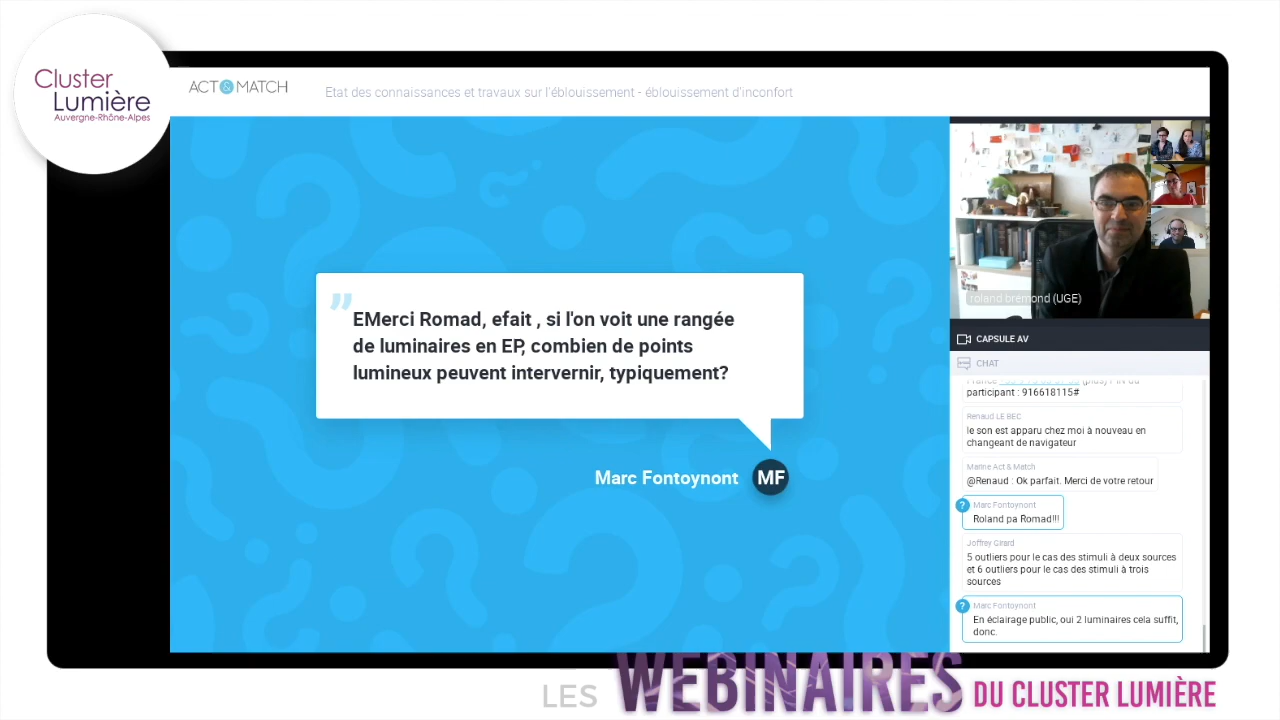 Cluster
Lumière
Auvergne-Rhône-Alpes
ACT & MATCH
Etat des connaissances et travaux sur l'éblouissement - éblouissement d'inconfort
EMerci Romad, efait , si l'on voit une rangée
de luminaires en EP, combien de points
lumineux peuvent intervernir, typiquement?
Marc Fontoynont
MF
roland bremond (UGE)
CAPSULE AV
CHAT
participant : 916618115#
Renaud LE BEC
le son est apparu chez moi à nouveau en
changeant de navigateur
Marine Act & Match
@Renaud : Ok parfait. Merci de votre retour
?
Marc Fontoynont
Roland pa Romad!!!
Joffrey Girard
5 outliers pour le cas des stimuli à deux sources
et 6 outliers pour le cas des stimuli à trois
sources
?
Marc Fontoynont
En éclairage public, oui 2 luminaires cela suffit,
donc.
LES WEBINAIRES DU CLUSTER LUMIÈRE